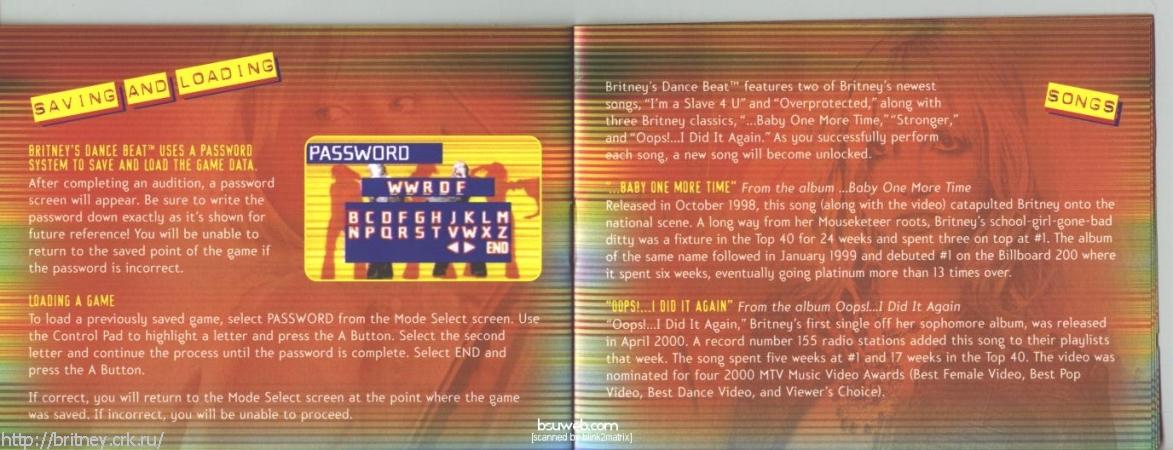 SAVING AND LOADING
BRITNEY'S DANCE BEAT™ USES A PASSWORD
SYSTEM TO SAVE AND LOAD THE GAME DATA.
After completing an audition, a password
screen will appear. Be sure to write the
password down exactly as it's shown for
future reference! You will be unable to
return to the saved point of the game if
the password is incorrect.
PASSWORD
WWRDF
BCDFGHJKLM
NPQRSTVWXZ
◀▶ END
LOADING A GAME
To load a previously saved game, select PASSWORD from the Mode Select screen. Use
the Control Pad to highlight a letter and press the A Button. Select the second
letter and continue the process until the password is complete. Select END and
press the A Button.
If correct, you will return to the Mode Select screen at the point where the game
was saved. If incorrect, you will be unable to proceed.
SONGS
Britney's Dance Beat™ features two of Britney's newest
songs, "I'm a Slave 4 U" and "Overprotected," along with
three Britney classics, "...Baby One More Time," "Stronger,"
and "Oops!...I Did It Again." As you successfully perform
each song, a new song will become unlocked.
"...BABY ONE MORE TIME" From the album ...Baby One More Time
Released in October 1998, this song (along with the video) catapulted Britney onto the
national scene. A long way from her Mousketeer roots, Britney's school-girl-gone-bad
ditty was a fixture in the Top 40 for 24 weeks and spent three on top at #1. The album
of the same name followed in January 1999 and debuted #1 on the Billboard 200 where
it spent six weeks, eventually going platinum more than 13 times over.
"OOPS!...I DID IT AGAIN" From the album Oops!...I Did It Again
"Oops!...I Did It Again," Britney's first single off her sophomore album, was released
in April 2000. A record number 155 radio stations added this song to their playlists
that week. The song spent five weeks at #1 and 17 weeks in the Top 40. The video was
nominated for four 2000 MTV Music Video Awards (Best Female Video, Best Pop
Video, Best Dance Video, and Viewer's Choice).
bsuweb.com
[scanned by blink2matrix]
http://britney.crk.ru/